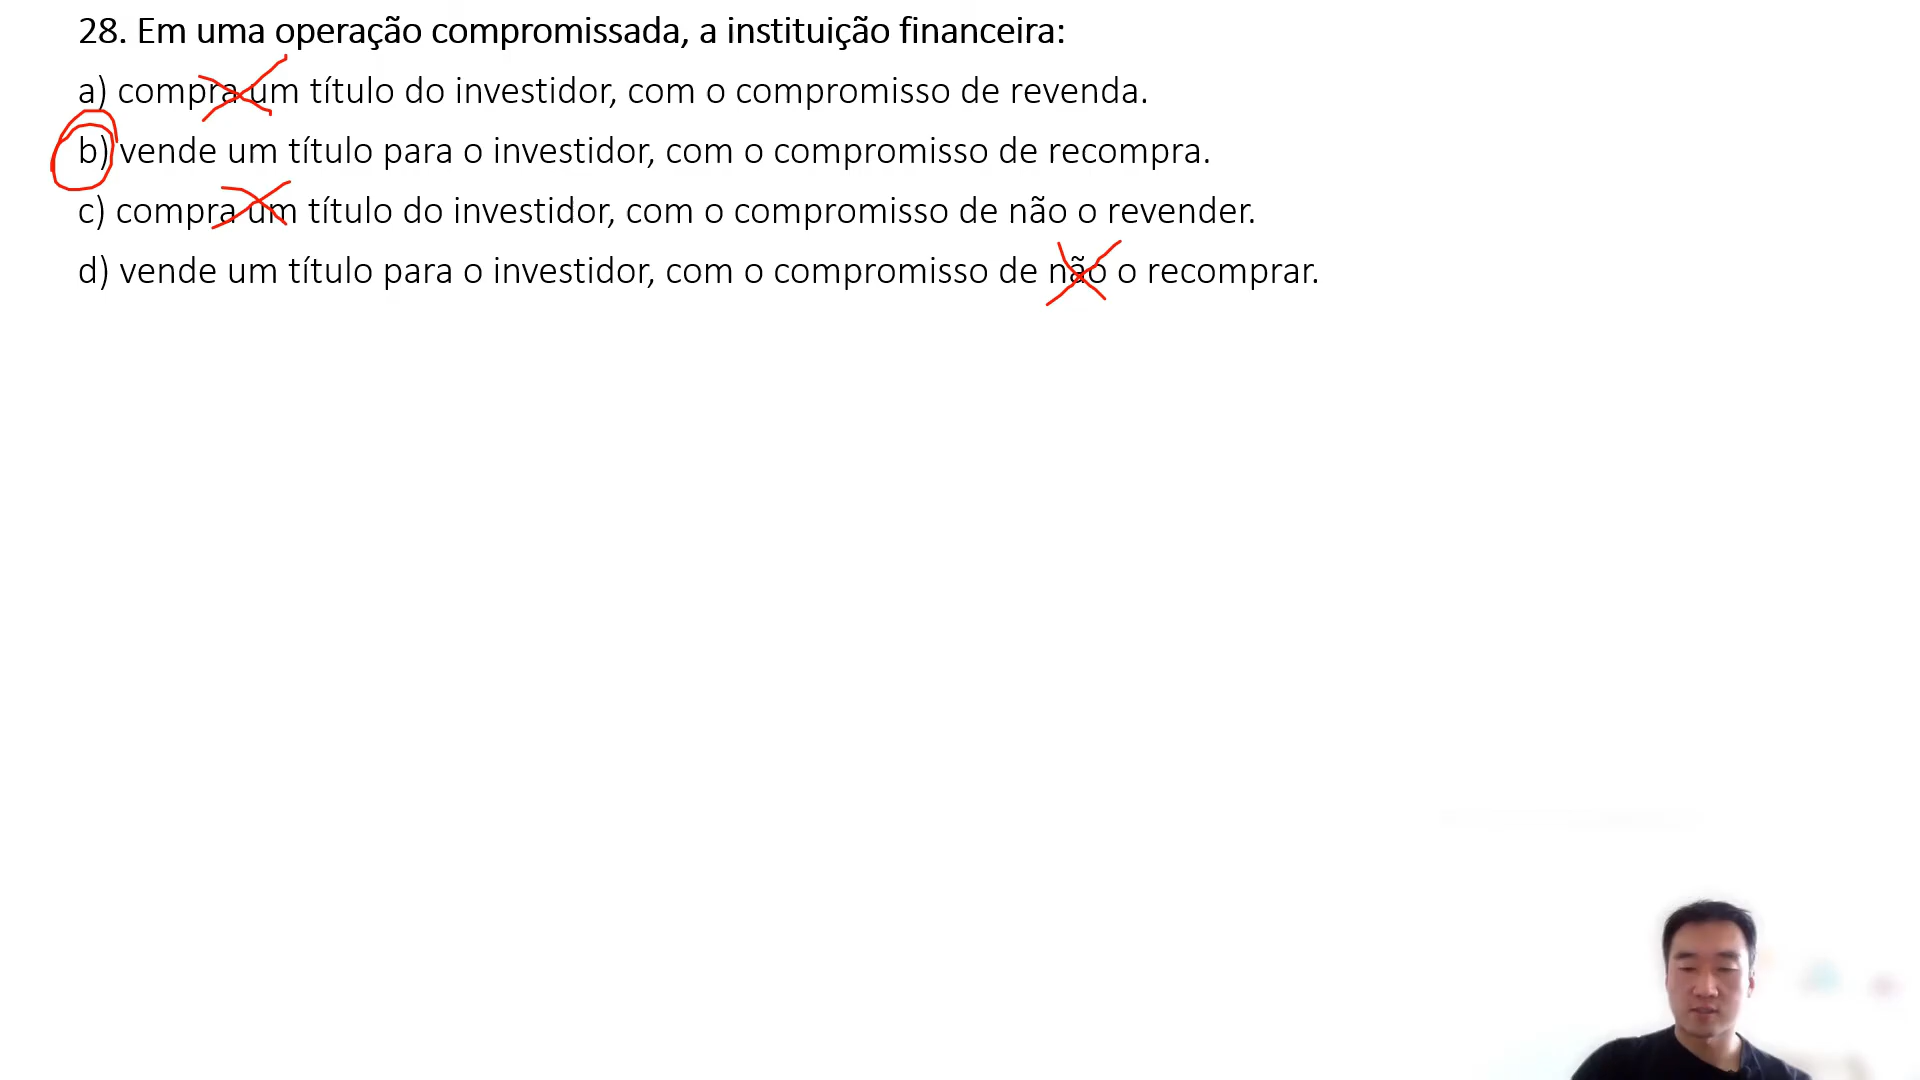 28. Em uma operação compromissada, a instituição financeira:
a) compra um título do investidor, com o compromisso de revenda.
b) vende um título para o investidor, com o compromisso de recompra.
c) compra um título do investidor, com o compromisso de não o revender.
d) vende um título para o investidor, com o compromisso de não o recomprar.